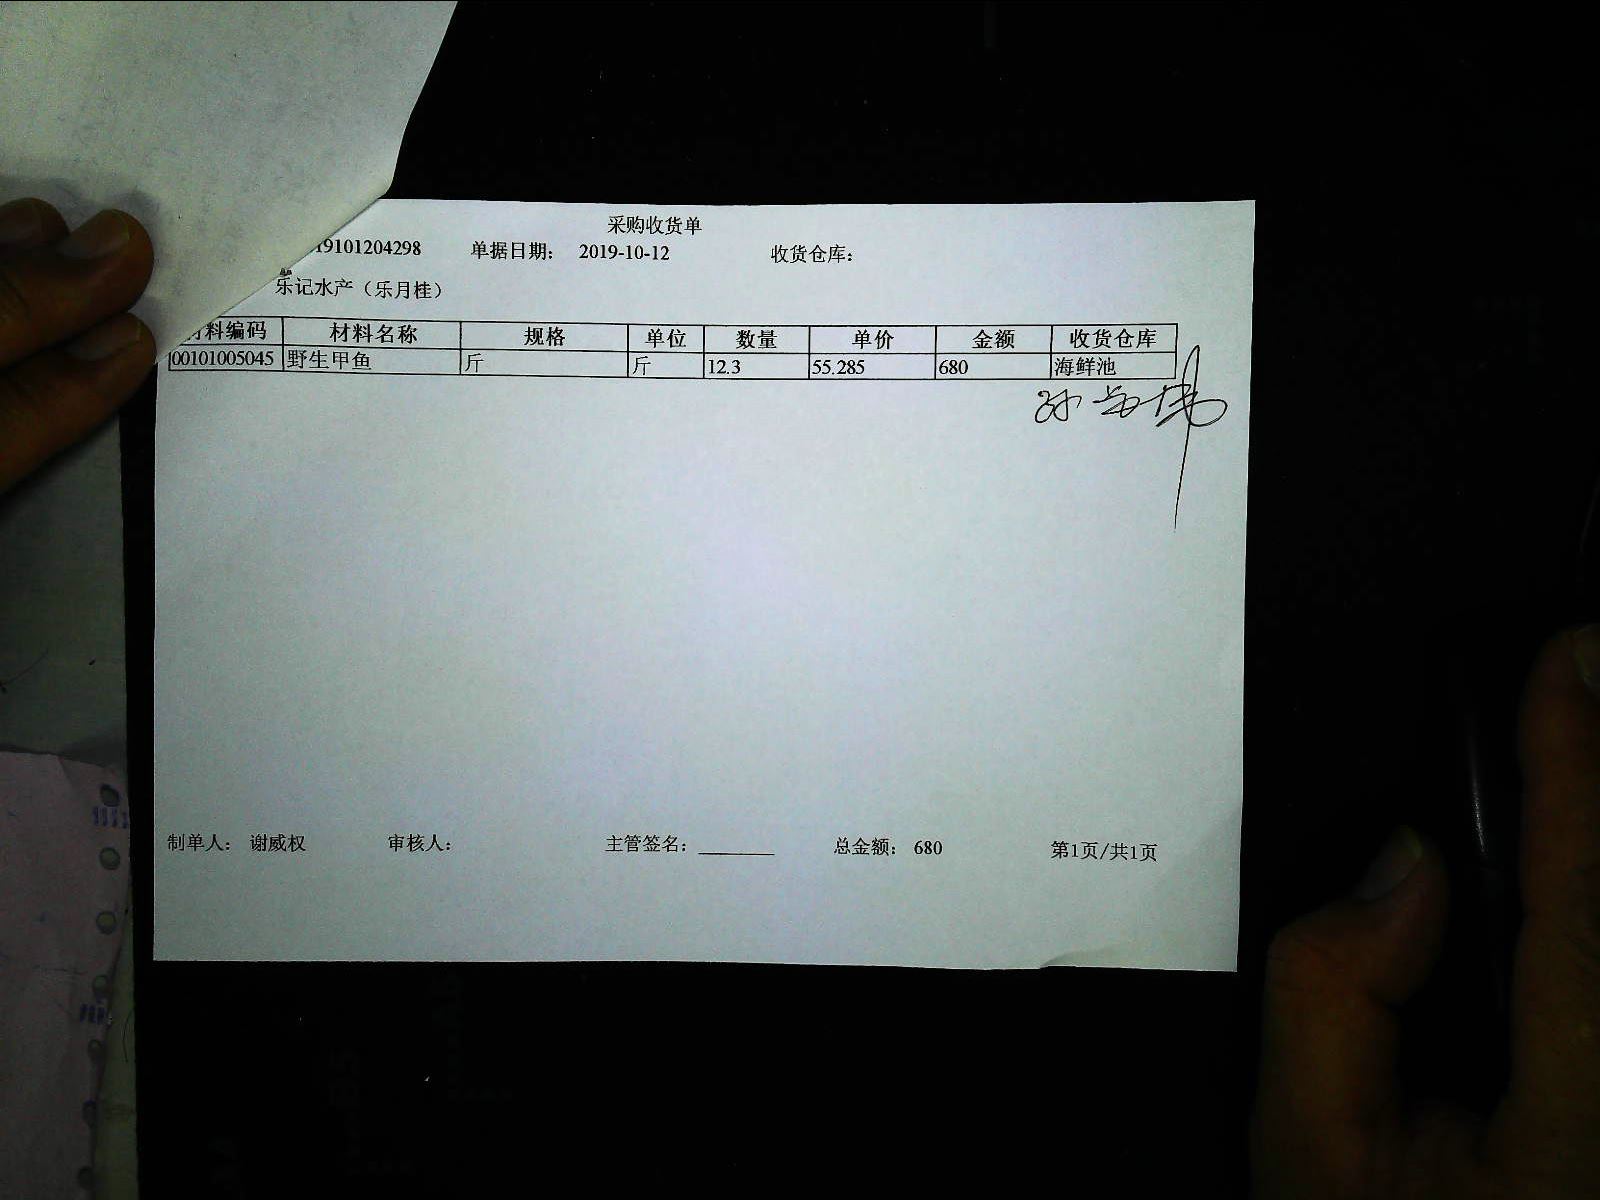 采购收货单
19101204298 单据日期： 2019-10-12 收货仓库：
乐记水产（乐月桂）
材料编码 材料名称 规格 单位 数量 单价 金额 收货仓库
00101005045 野生甲鱼 斤 斤 12.3 55.285 680 海鲜池
制单人： 谢威权 审核人： 主管签名： ________ 总金额： 680 第1页/共1页